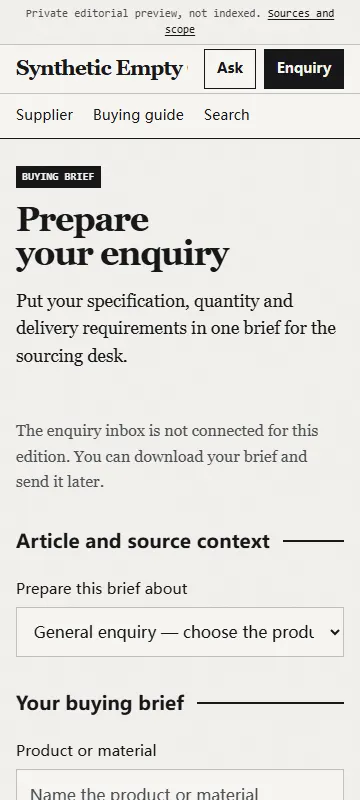 Private editorial preview, not indexed. Sources and
scope
Synthetic Empty
Ask
Enquiry
Supplier
Buying guide
Search
BUYING BRIEF
Prepare
your enquiry
Put your specification, quantity and
delivery requirements in one brief for the
sourcing desk.
The enquiry inbox is not connected for this
edition. You can download your brief and
send it later.
Article and source context
Prepare this brief about
General enquiry — choose the
Your buying brief
Product or material
Name the product or material